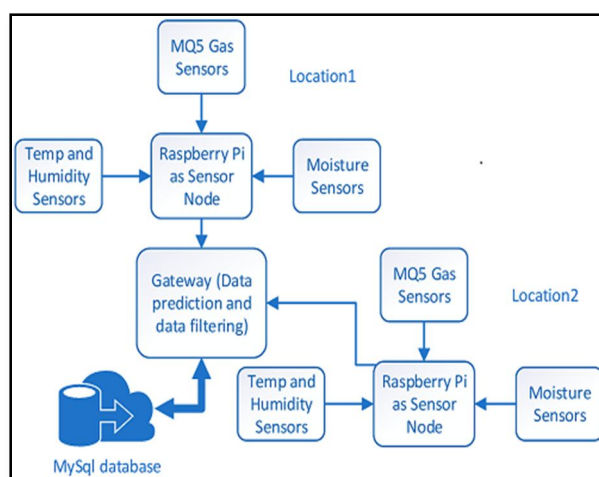 MQ5 Gas
Sensors
Location1
Temp and
Humidity
Sensors
Raspberry Pi
as Sensor
Node
Moisture
Sensors
Gateway (Data
prediction and
data filtering)
MQ5 Gas
Sensors
Location2
Temp and
Humidity
Sensors
Raspberry Pi
as Sensor
Node
Moisture
Sensors
MySql database